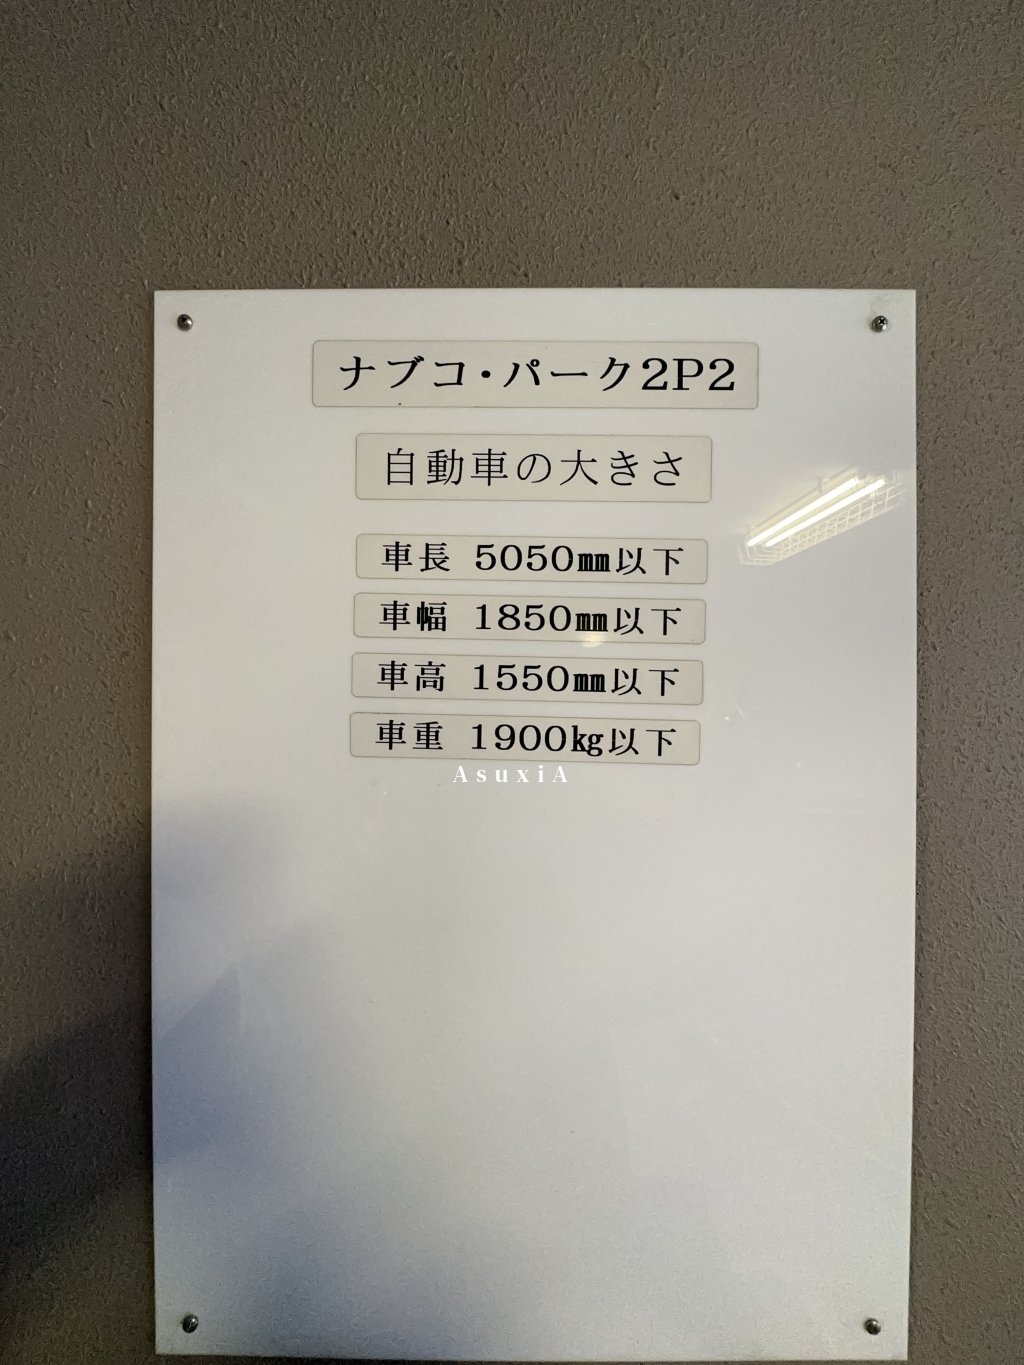 ナブコ・パーク2P2
自動車の大きさ
車長 5050㎜以下
車幅 1850㎜以下
車高 1550㎜以下
車重 1900㎏以下
AsuxiA